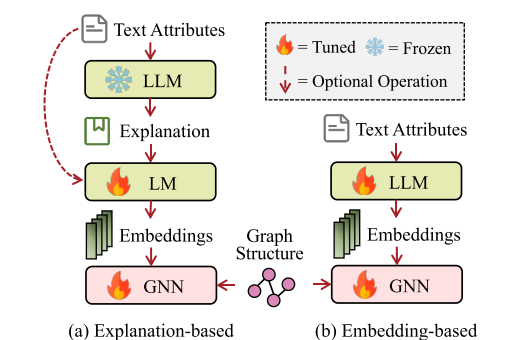 Text Attributes
LLM
Explanation
LM
Embeddings
GNN
(a) Explanation-based
= Tuned
= Frozen
= Optional Operation
Text Attributes
LLM
Embeddings
GNN
Graph
Structure
(b) Embedding-based